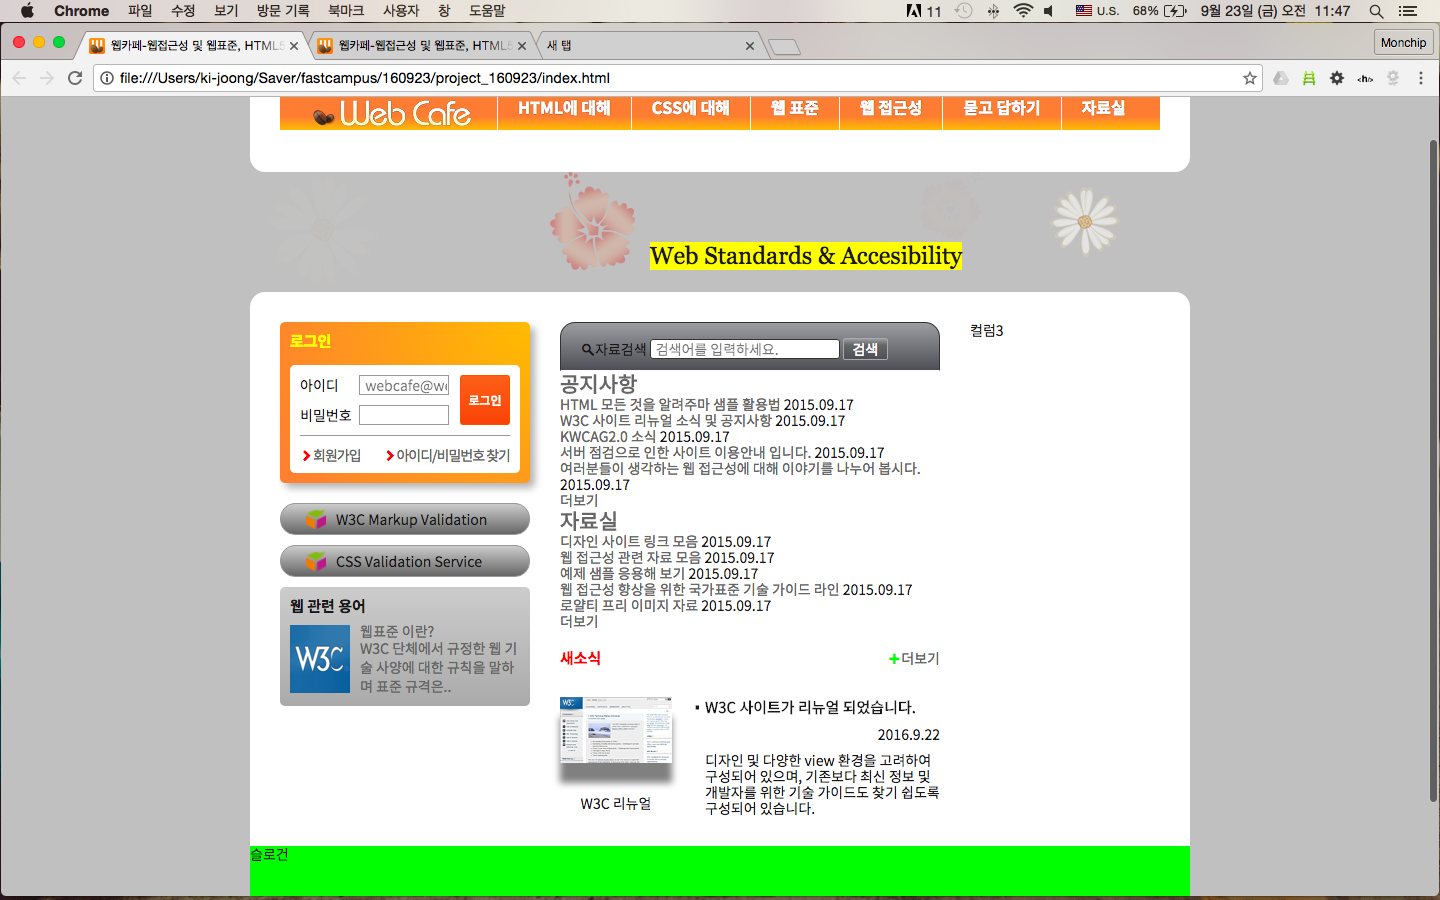 Chrome 파일 수정 보기 방문 기록 북마크 사용자 창 도움말 11 U.S. 68% 9월 23일 (금) 오전 11:47
웹카페-웹접근성 및 웹표준, HTML5 웹카페-웹접근성 및 웹표준, HTML5 새 탭 Monchip
file:///Users/ki-joong/Saver/fastcampus/160923/project_160923/index.html <h/>
Web Cafe HTML에 대해 CSS에 대해 웹 표준 웹 접근성 묻고 답하기 자료실
Web Standards & Accesibility
로그인
아이디 webcafe@we
비밀번호
로그인
회원가입 아이디/비밀번호 찾기
W3C Markup Validation
CSS Validation Service
웹 관련 용어
W3C
웹표준 이란?
W3C 단체에서 규정한 웹 기
술 사양에 대한 규칙을 말하
며 표준 규격은..
자료검색 검색어를 입력하세요. 검색
공지사항
HTML 모든 것을 알려주마 샘플 활용법 2015.09.17
W3C 사이트 리뉴얼 소식 및 공지사항 2015.09.17
KWCAG2.0 소식 2015.09.17
서버 점검으로 인한 사이트 이용안내 입니다. 2015.09.17
여러분들이 생각하는 웹 접근성에 대해 이야기를 나누어 봅시다.
2015.09.17
더보기
자료실
디자인 사이트 링크 모음 2015.09.17
웹 접근성 관련 자료 모음 2015.09.17
예제 샘플 응용해 보기 2015.09.17
웹 접근성 향상을 위한 국가표준 기술 가이드 라인 2015.09.17
로얄티 프리 이미지 자료 2015.09.17
더보기
새소식 +더보기
W3C
W3C 리뉴얼
W3C 사이트가 리뉴얼 되었습니다.
2016.9.22
디자인 및 다양한 view 환경을 고려하여
구성되어 있으며, 기존보다 최신 정보 및
개발자를 위한 기술 가이드도 찾기 쉽도록
구성되어 있습니다.
컬럼3
슬로건